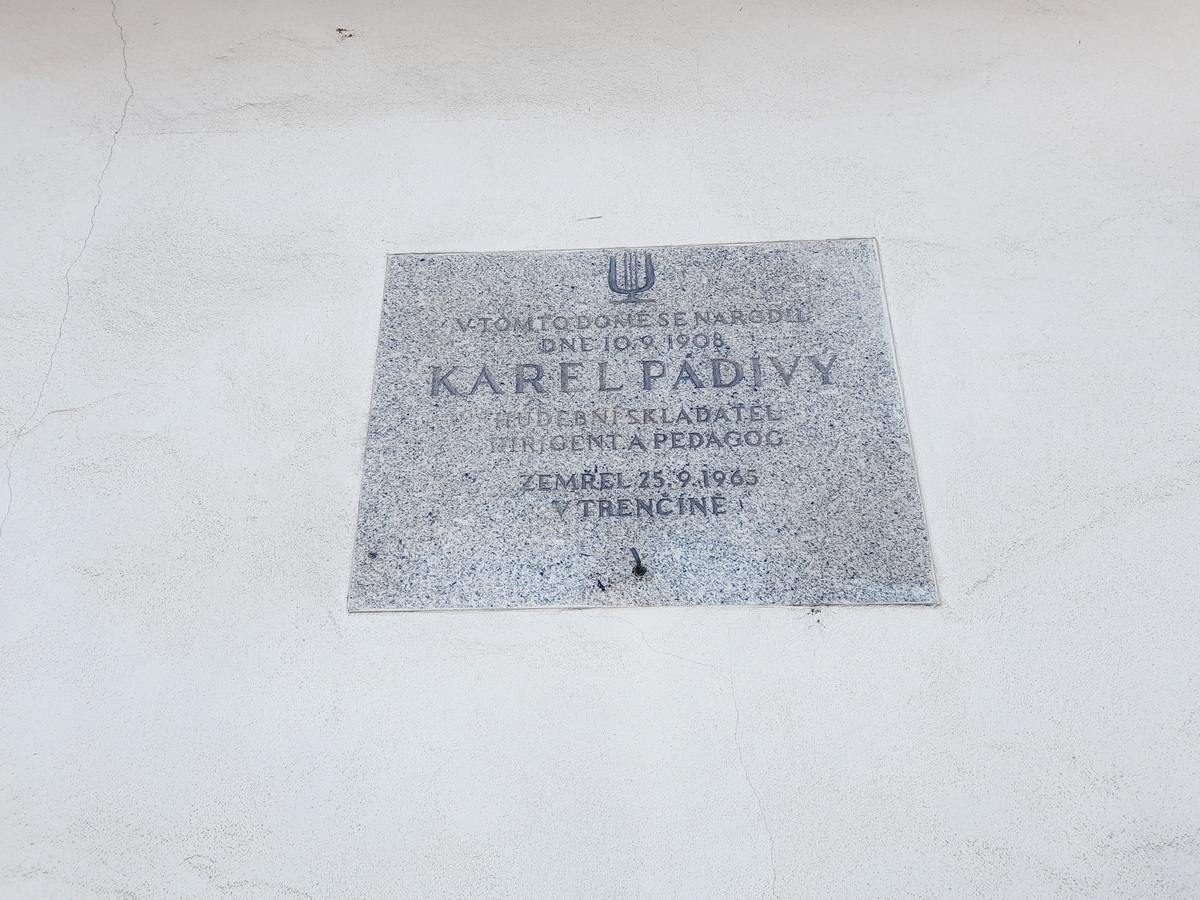 V TOMTO DOMĚ SE NARODIL
DNE 10.9.1908
KAREL PÁDIVÝ
HUDEBNÍ SKLADATEL
DIRIGENT A PEDAGOG
ZEMŘEL 25.9.1965
V TRENČÍNĚ